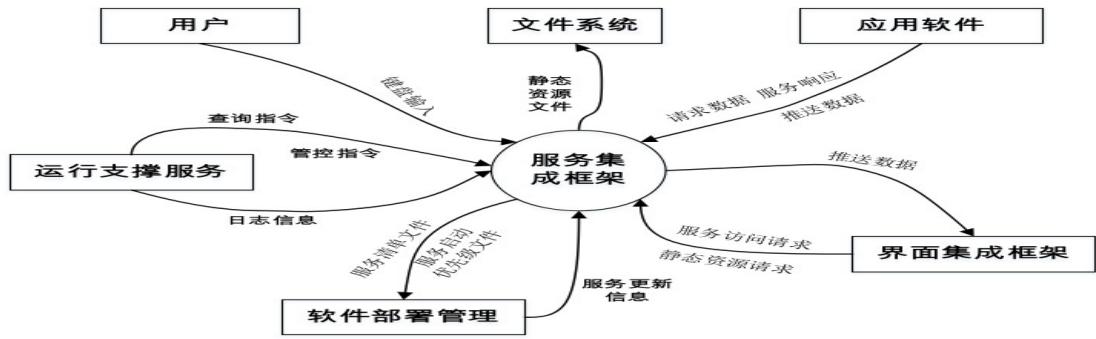 用户
文件系统
应用软件
键盘输入
静态
资源
文件
请求数据 服务响应
推送数据
查询指令
管控指令
运行支撑服务
日志信息
服务集
成框架
推送数据
服务访问请求
静态资源请求
界面集成框架
服务清单文件
服务启动
优先级文件
服务更新
信息
软件部署管理